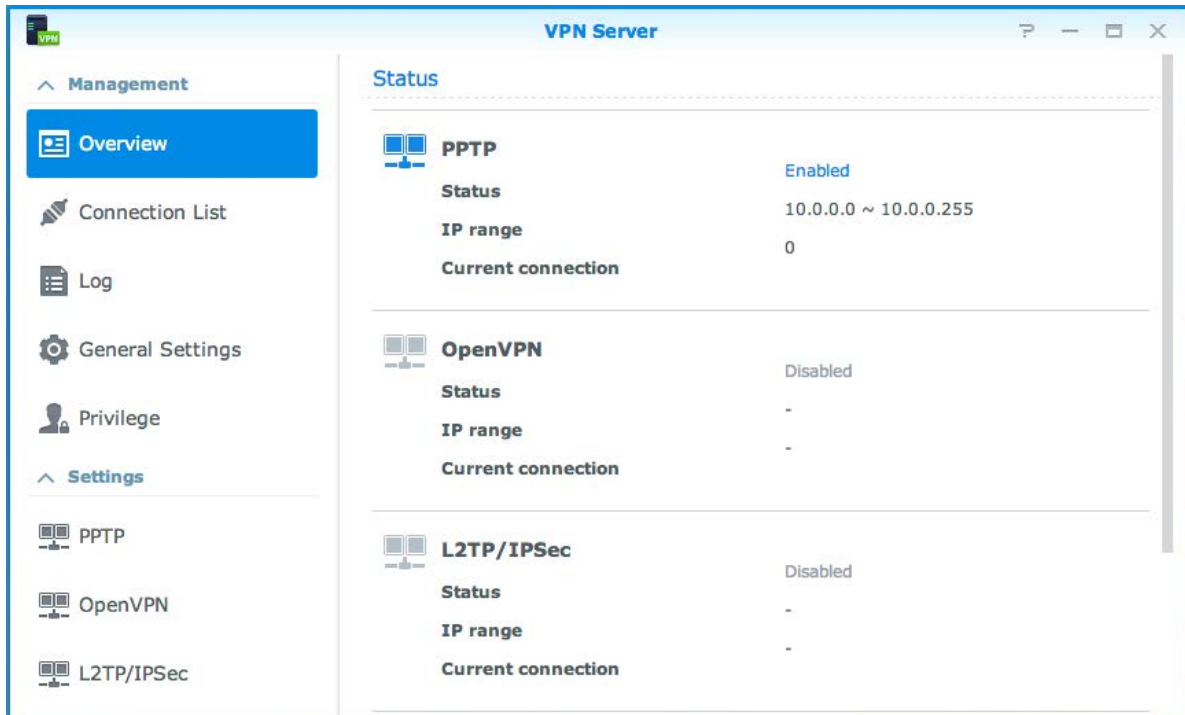 VPN
VPN Server
Management
Overview
Connection List
Log
General Settings
Privilege
Settings
PPTP
OpenVPN
L2TP/IPSec
Status
PPTP
Status
Enabled
IP range
10.0.0.0 ~ 10.0.0.255
Current connection
0
OpenVPN
Status
Disabled
IP range
-
Current connection
-
L2TP/IPSec
Status
Disabled
IP range
-
Current connection
-